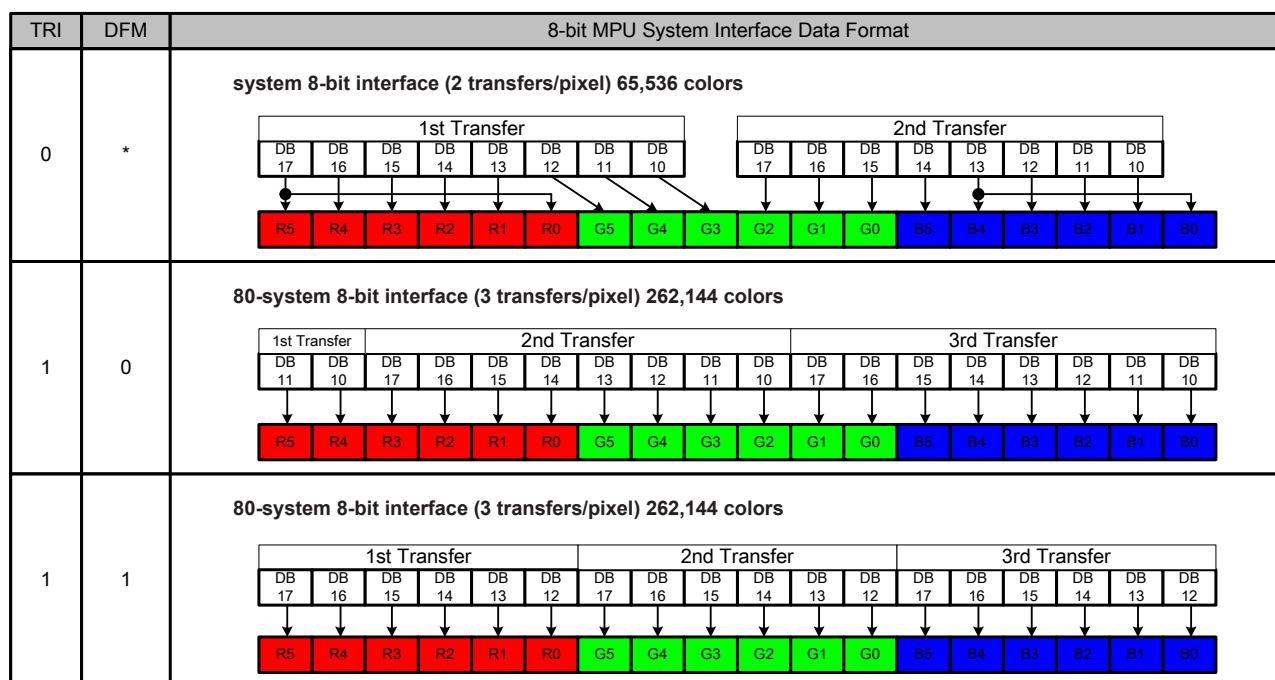 TRI DFM 8-bit MPU System Interface Data Format
0 *
system 8-bit interface (2 transfers/pixel) 65,536 colors
1st Transfer 2nd Transfer
DB DB DB DB DB DB DB DB DB DB DB DB DB DB DB DB
17 16 15 14 13 12 11 10 17 16 15 14 13 12 11 10
R5 R4 R3 R2 R1 R0 G5 G4 G3 G2 G1 G0 B5 B4 B3 B2 B1 B0
1 0
80-system 8-bit interface (3 transfers/pixel) 262,144 colors
1st Transfer 2nd Transfer 3rd Transfer
DB DB DB DB DB DB DB DB DB DB DB DB DB DB DB DB DB DB
11 10 17 16 15 14 13 12 11 10 17 16 15 14 13 12 11 10
R5 R4 R3 R2 R1 R0 G5 G4 G3 G2 G1 G0 B5 B4 B3 B2 B1 B0
1 1
80-system 8-bit interface (3 transfers/pixel) 262,144 colors
1st Transfer 2nd Transfer 3rd Transfer
DB DB DB DB DB DB DB DB DB DB DB DB DB DB DB DB DB DB
17 16 15 14 13 12 17 16 15 14 13 12 17 16 15 14 13 12
R5 R4 R3 R2 R1 R0 G5 G4 G3 G2 G1 G0 B5 B4 B3 B2 B1 B0